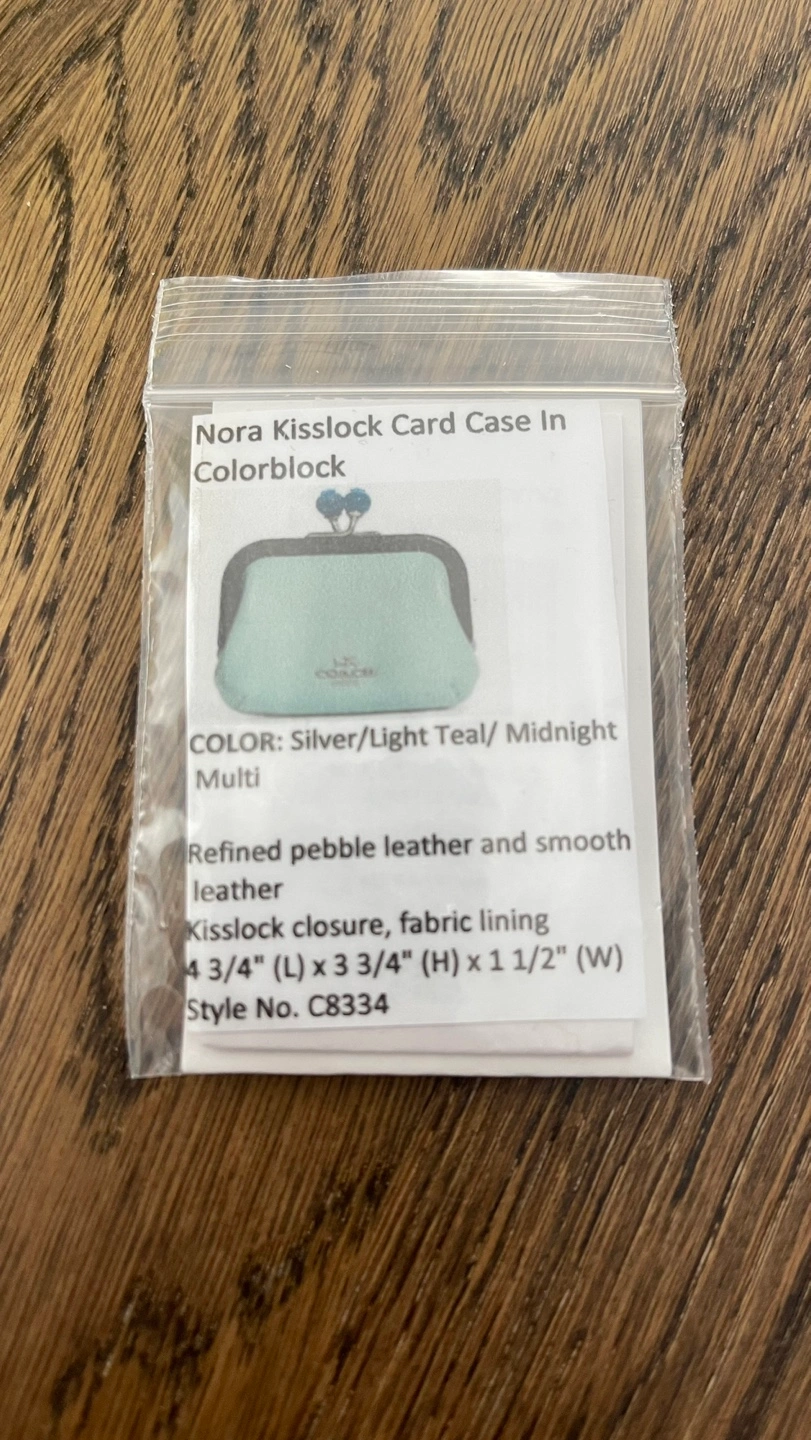 Nora Kisslock Card Case In
Colorblock
COACH
COLOR: Silver/Light Teal/ Midnight
Multi
Refined pebble leather and smooth
leather
Kisslock closure, fabric lining
4 3/4" (L) x 3 3/4" (H) x 1 1/2" (W)
Style No. C8334